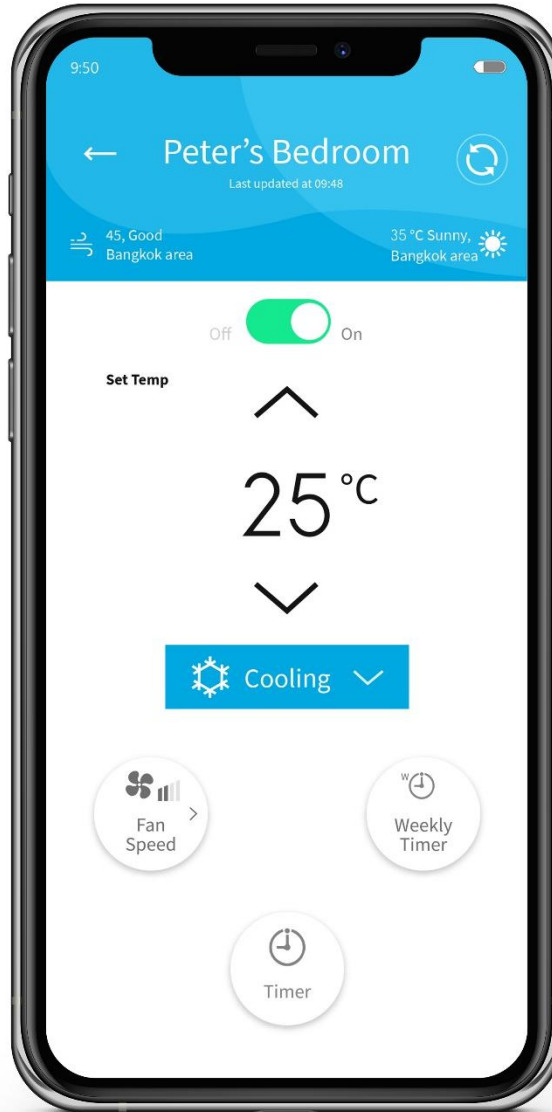 9:50
Peter's Bedroom
Last updated at 09:48
45, Good
Bangkok area
35 °C Sunny,
Bangkok area
Off
On
Set Temp
25 °C
Cooling
Fan
Speed
W
Weekly
Timer
Timer